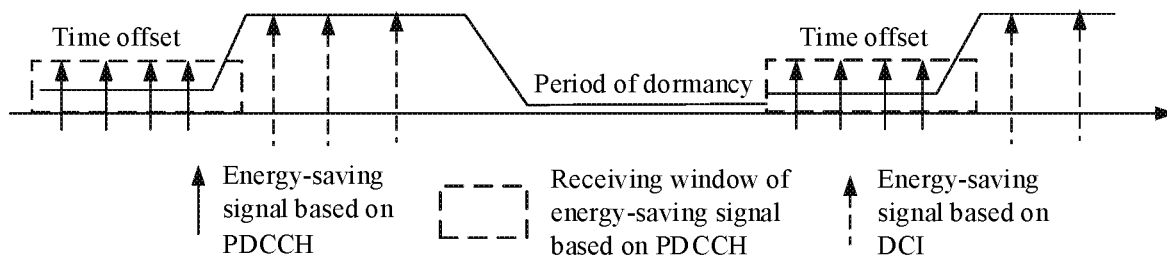 Time offset
Time offset
Period of dormancy
Energy-saving
signal based on
PDCCH
Receiving window of
energy-saving signal
based on PDCCH
Energy-saving
signal based on
DCI